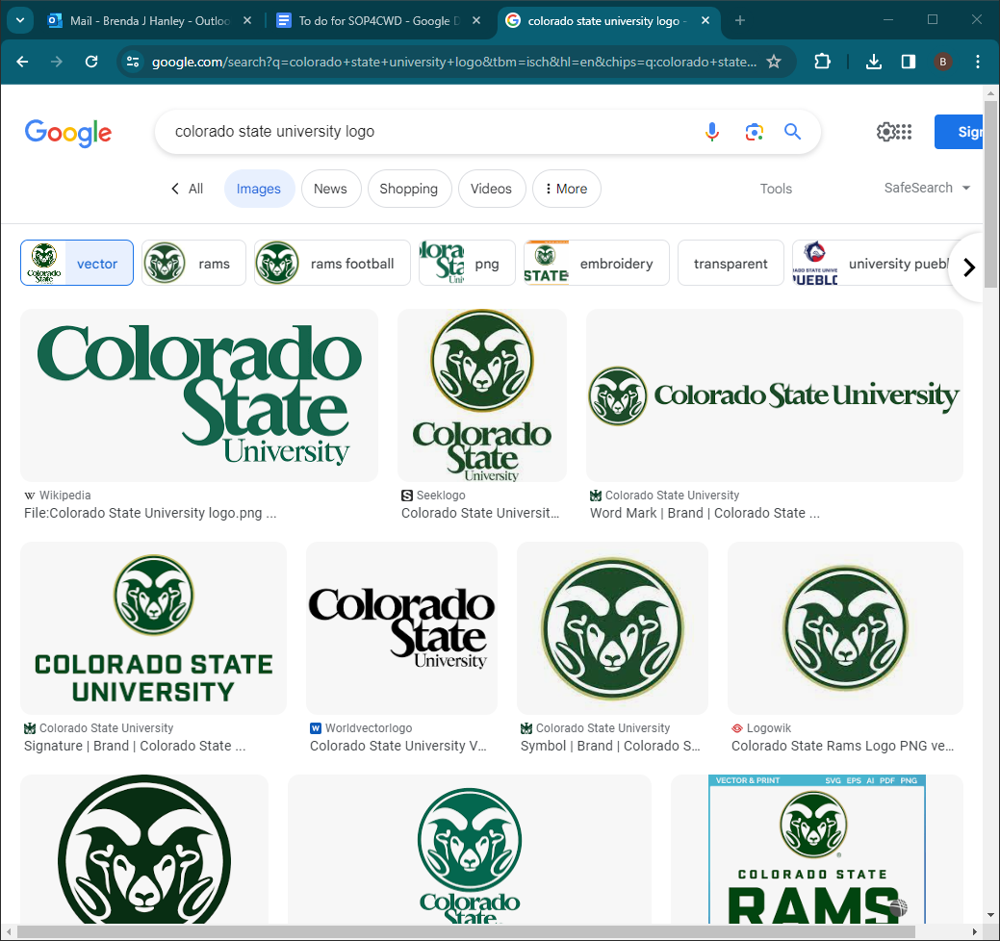 Mail - Brenda J Hanley - Outloo
To do for SOP4CWD - Google D
colorado state university logo -
google.com/search?q=colorado+state+university+logo&tbm=isch&hl=en&chips=q:colorado+state...
B
Google
colorado state university logo
Sign
All
Images
News
Shopping
Videos
More
Tools
SafeSearch
Colorado
State
vector
rams
rams football
png
STATE
embroidery
transparent
PUEBLO
university puebl
Colorado
State
University
Colorado
State
University
Colorado State University
Wikipedia
File:Colorado State University logo.png ...
Seeklogo
Colorado State Universit...
Colorado State University
Word Mark | Brand | Colorado State ...
COLORADO STATE
UNIVERSITY
Colorado
State
University
Colorado State University
Signature | Brand | Colorado State ...
Worldvectorlogo
Colorado State University V...
Colorado State University
Symbol | Brand | Colorado S...
Logowik
Colorado State Rams Logo PNG ve...
VECTOR & PRINT SVG EPS AI PDF PNG
Colorado
State
COLORADO STATE
RAMS